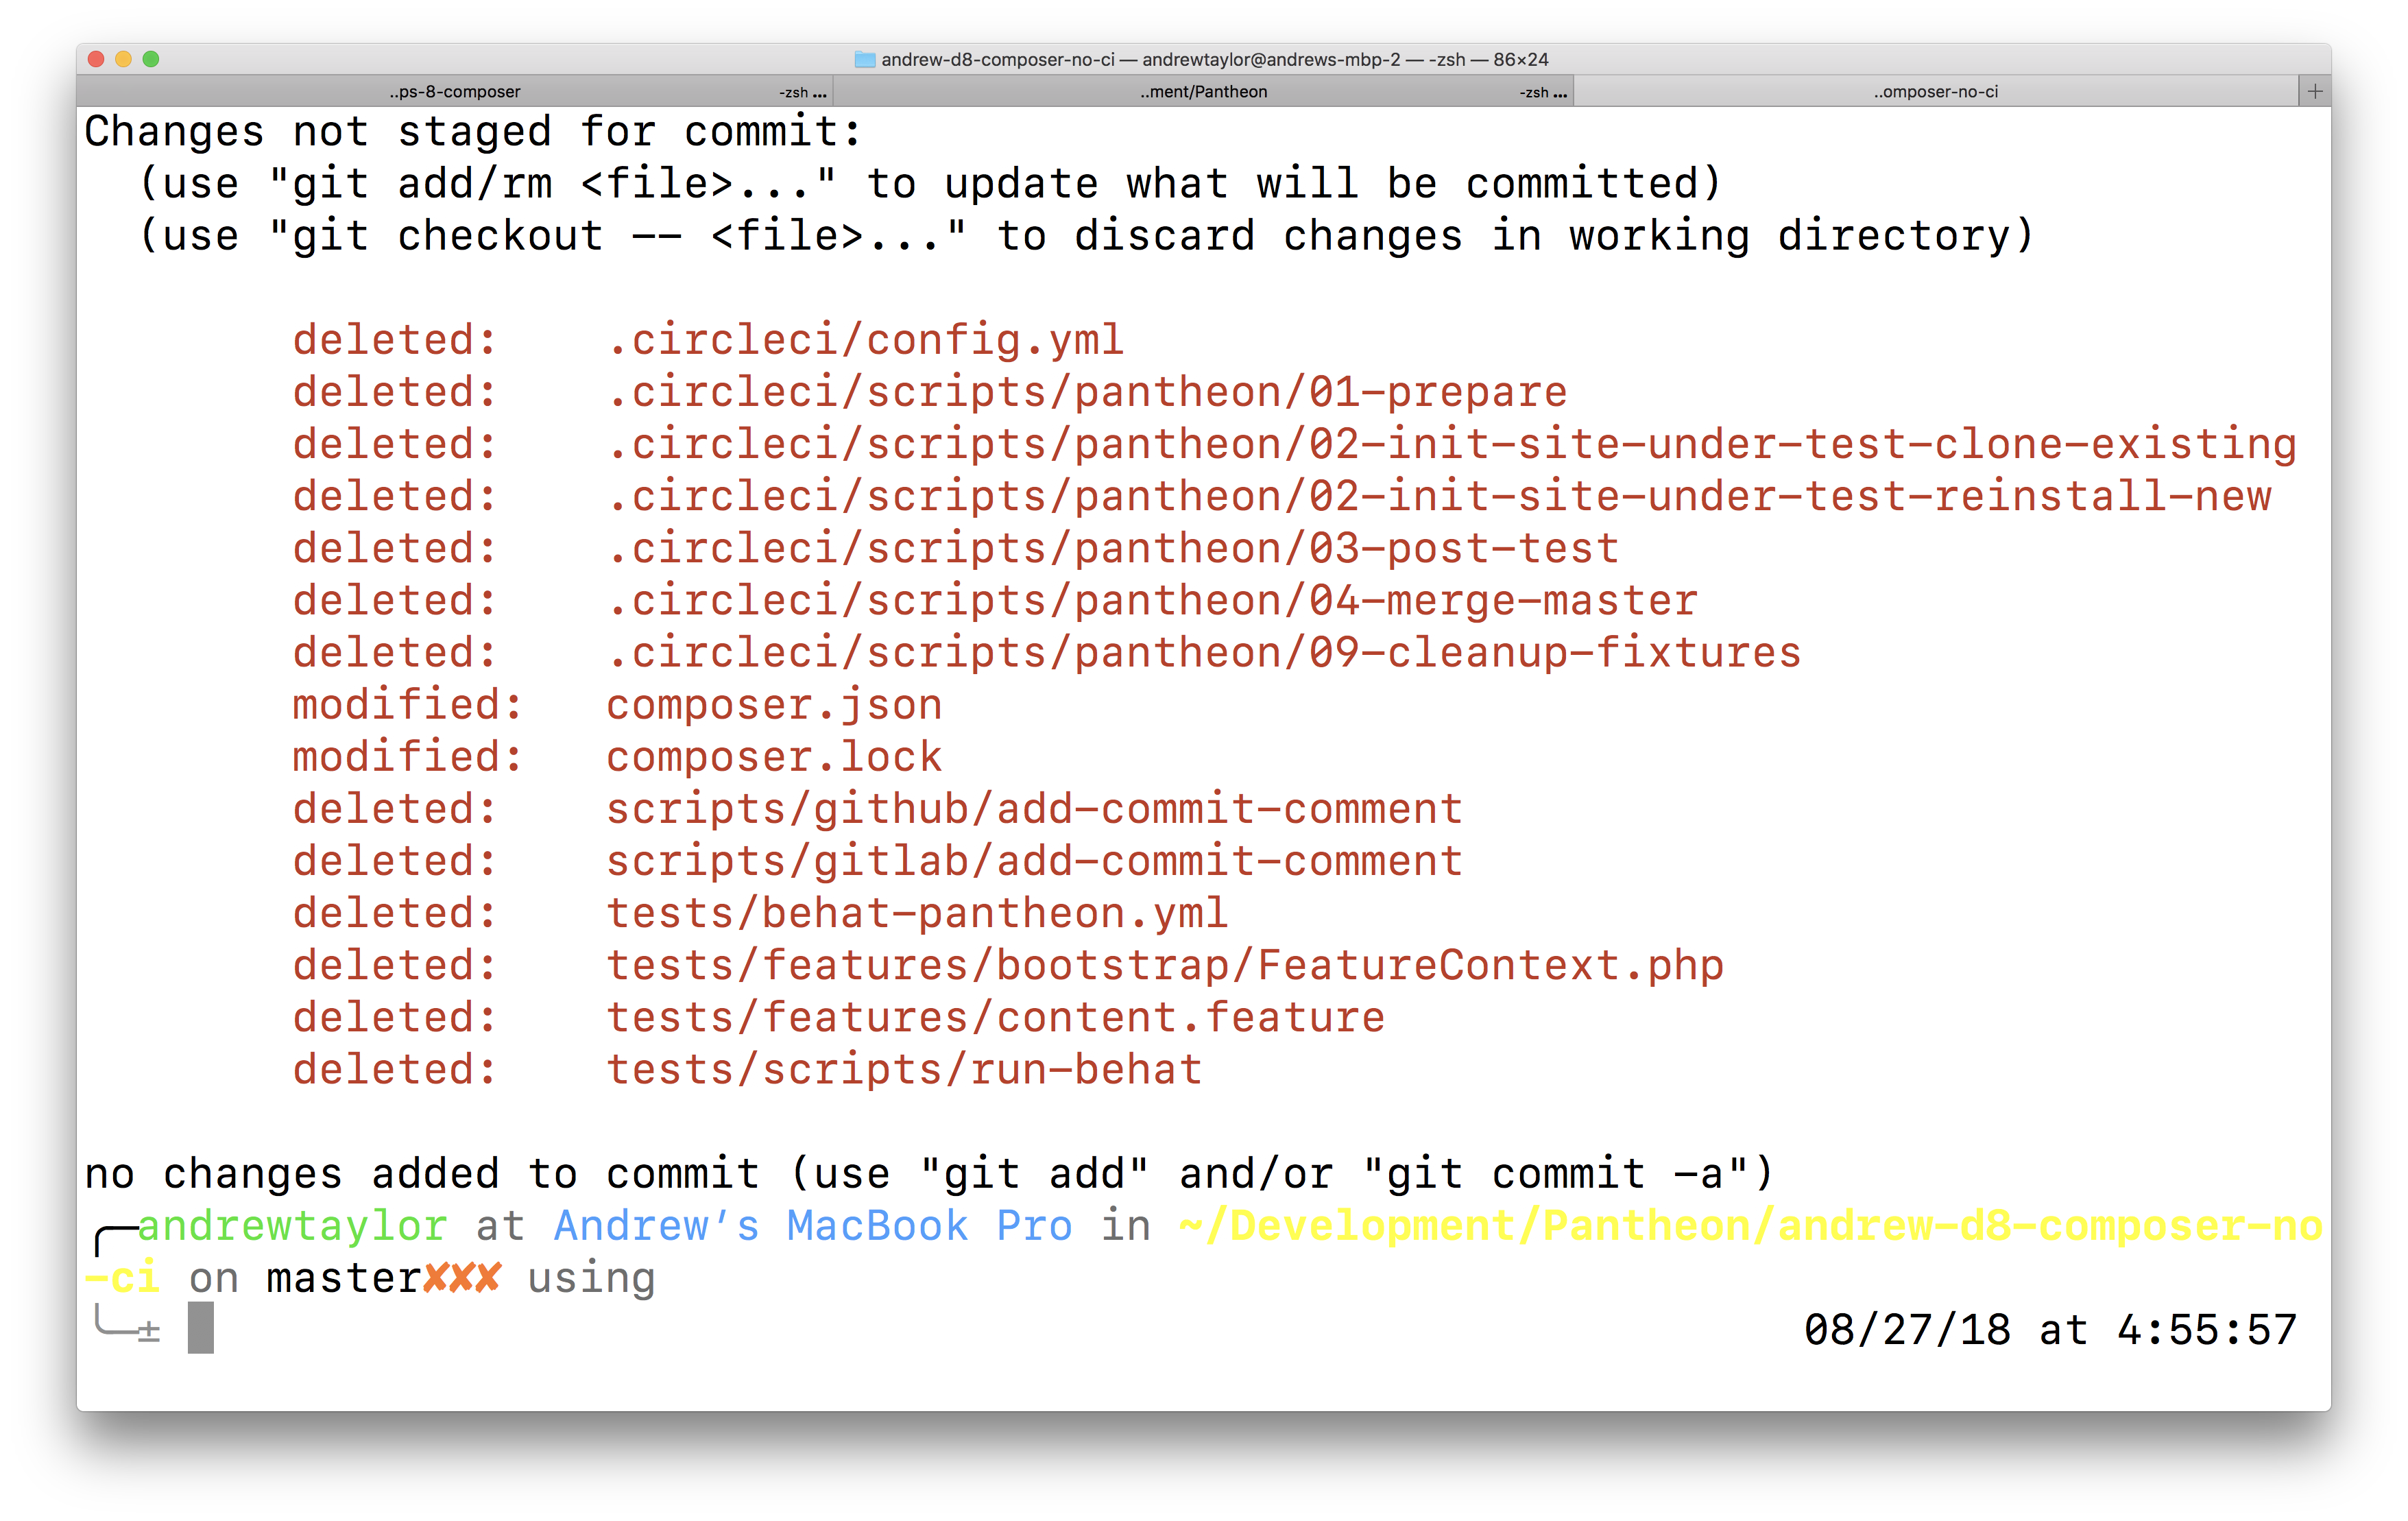 andrew-d8-composer-no-ci — andrewtaylor@andrews-mbp-2 — -zsh — 86×24
..ps-8-composer -zsh ... ..ment/Pantheon -zsh ... ..omposer-no-ci +
Changes not staged for commit:
  (use "git add/rm <file>..." to update what will be committed)
  (use "git checkout -- <file>..." to discard changes in working directory)
        deleted:    .circleci/config.yml
        deleted:    .circleci/scripts/pantheon/01-prepare
        deleted:    .circleci/scripts/pantheon/02-init-site-under-test-clone-existing
        deleted:    .circleci/scripts/pantheon/02-init-site-under-test-reinstall-new
        deleted:    .circleci/scripts/pantheon/03-post-test
        deleted:    .circleci/scripts/pantheon/04-merge-master
        deleted:    .circleci/scripts/pantheon/09-cleanup-fixtures
        modified:   composer.json
        modified:   composer.lock
        deleted:    scripts/github/add-commit-comment
        deleted:    scripts/gitlab/add-commit-comment
        deleted:    tests/behat-pantheon.yml
        deleted:    tests/features/bootstrap/FeatureContext.php
        deleted:    tests/features/content.feature
        deleted:    tests/scripts/run-behat
no changes added to commit (use "git add" and/or "git commit -a")
╭─andrewtaylor at Andrew’s MacBook Pro in ~/Development/Pantheon/andrew-d8-composer-no
-ci on master✘✘✘ using
╰─± 08/27/18 at 4:55:57